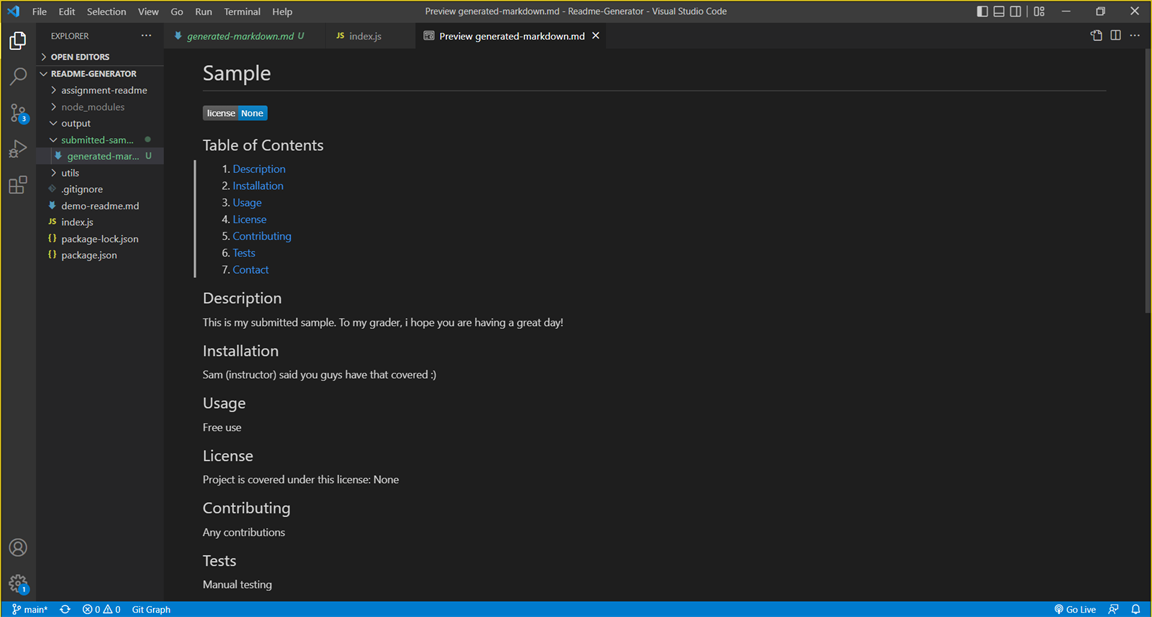 File Edit Selection View Go Run Terminal Help
Preview generated-markdown.md - Readme-Generator - Visual Studio Code
EXPLORER
generated-markdown.md U
index.js
Preview generated-markdown.md
OPEN EDITORS
README-GENERATOR
assignment-readme
node_modules
output
submitted-sam...
generated-mar... U
utils
.gitignore
demo-readme.md
JS index.js
{} package-lock.json
{} package.json
3
1
Sample
license None
Table of Contents
1. Description
2. Installation
3. Usage
4. License
5. Contributing
6. Tests
7. Contact
Description
This is my submitted sample. To my grader, i hope you are having a great day!
Installation
Sam (instructor) said you guys have that covered :)
Usage
Free use
License
Project is covered under this license: None
Contributing
Any contributions
Tests
Manual testing
main* 0 0 Git Graph
Go Live